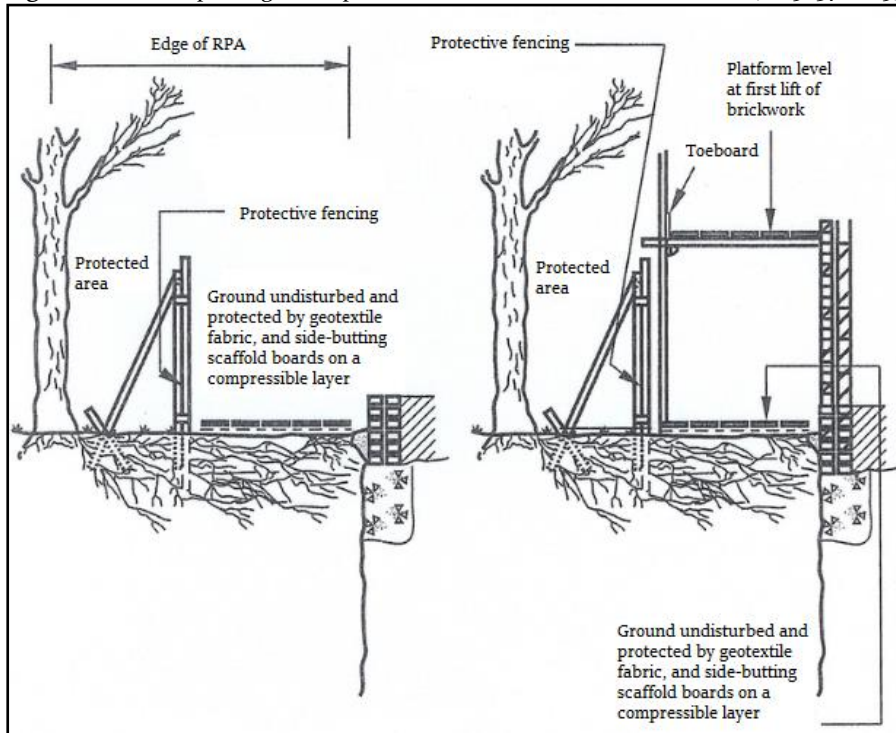 Edge of RPA
Protective fencing
Protected
area
Ground undisturbed and
protected by geotextile
fabric, and side-butting
scaffold boards on a
compressible layer
Protective fencing
Platform level
at first lift of
brickwork
Toeboard
Protected
area
Ground undisturbed and
protected by geotextile
fabric, and side-butting
scaffold boards on a
compressible layer